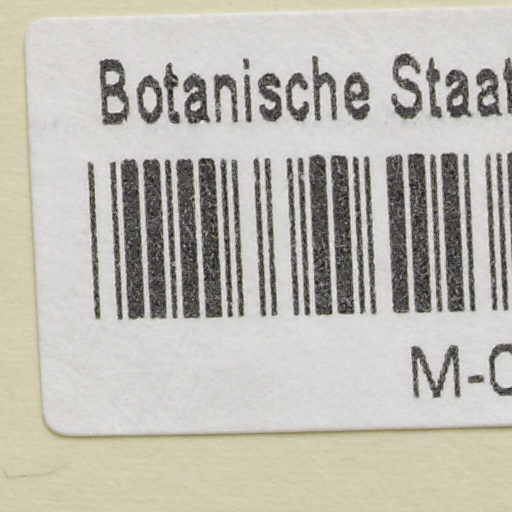 Botanische Staat
M-